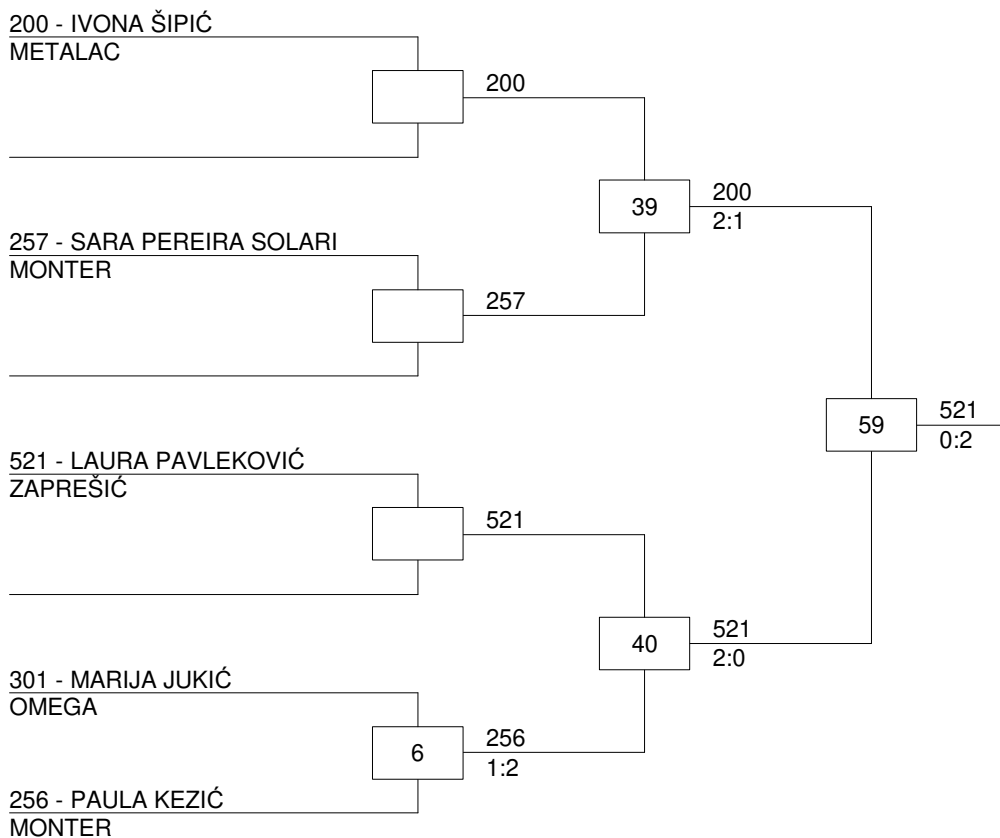 200 - IVONA ŠIPIĆ
METALAC
200
39
200
2:1
257 - SARA PEREIRA SOLARI
MONTER
257
59
521
0:2
521 - LAURA PAVLEKOVIĆ
ZAPREŠIĆ
521
40
521
2:0
301 - MARIJA JUKIĆ
OMEGA
6
256
1:2
256 - PAULA KEZIĆ
MONTER